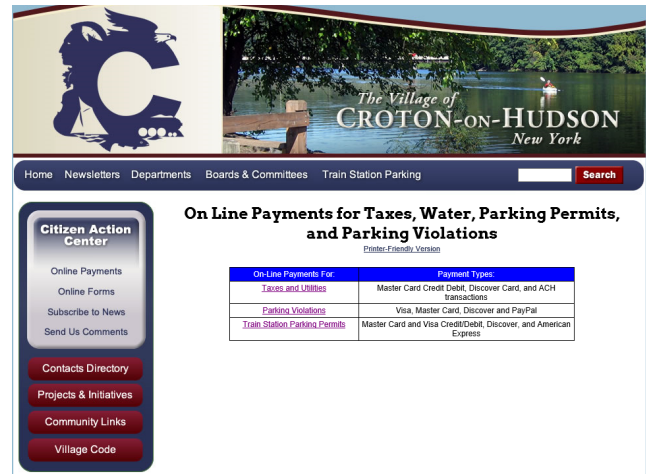 The Village of
CROTON-ON-HUDSON
New York
Home Newsletters Departments Boards & Committees Train Station Parking Search
Citizen Action
Center
Online Payments
Online Forms
Subscribe to News
Send Us Comments
Contacts Directory
Projects & Initiatives
Community Links
Village Code
On Line Payments for Taxes, Water, Parking Permits,
and Parking Violations
Printer-Friendly Version
On-Line Payments For: Payment Types:
Taxes and Utilities Master Card Credit Debit, Discover Card, and ACH
transactions
Parking Violations Visa, Master Card, Discover and PayPal
Train Station Parking Permits Master Card and Visa Credit/Debit, Discover, and American
Express